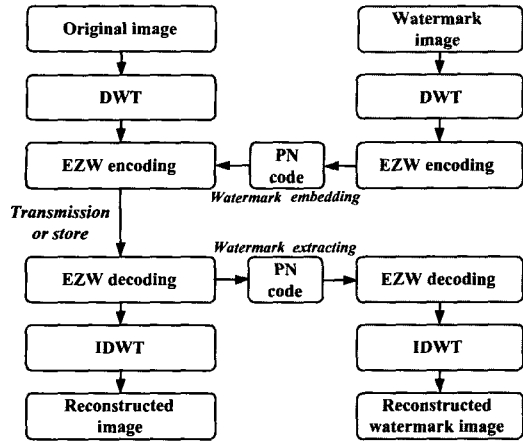 Original image
Watermark
image
DWT
DWT
EZW encoding
PN
code
EZW encoding
Watermark embedding
Transmission
or store
Watermark extracting
EZW decoding
PN
code
EZW decoding
IDWT
IDWT
Reconstructed
image
Reconstructed
watermark image